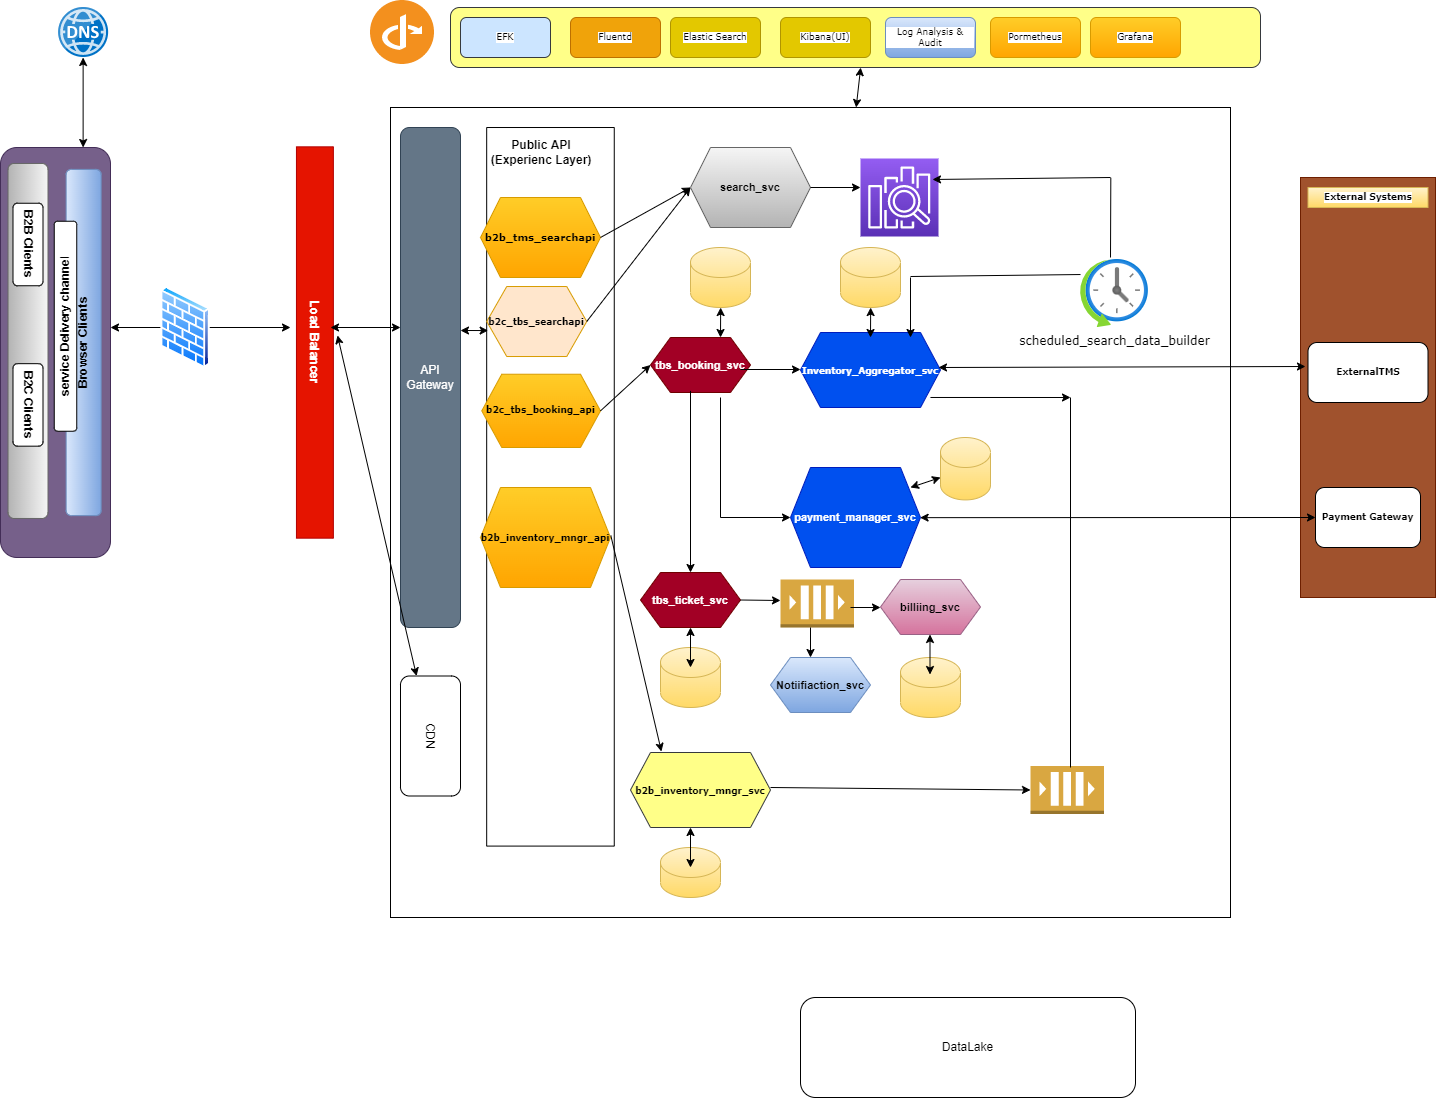 DNS
EFK
Fluentd
Elastic Search
Kibana(UI)
Log Analysis &
Audit
Pormetheus
Grafana
B2B Clients
B2C Clients
service Delivery channel
Browser Clients
Load Balancer
API
Gateway
CDN
Public API
(Experienc Layer)
b2b_tms_searchapi
b2c_tbs_searchapi
b2c_tbs_booking_api
b2b_inventory_mngr_api
search_svc
scheduled_search_data_builder
tbs_booking_svc
Inventory_Aggregator_svc
payment_manager_svc
tbs_ticket_svc
billiing_svc
Notiifiaction_svc
b2b_inventory_mngr_svc
External Systems
ExternalTMS
Payment Gateway
DataLake